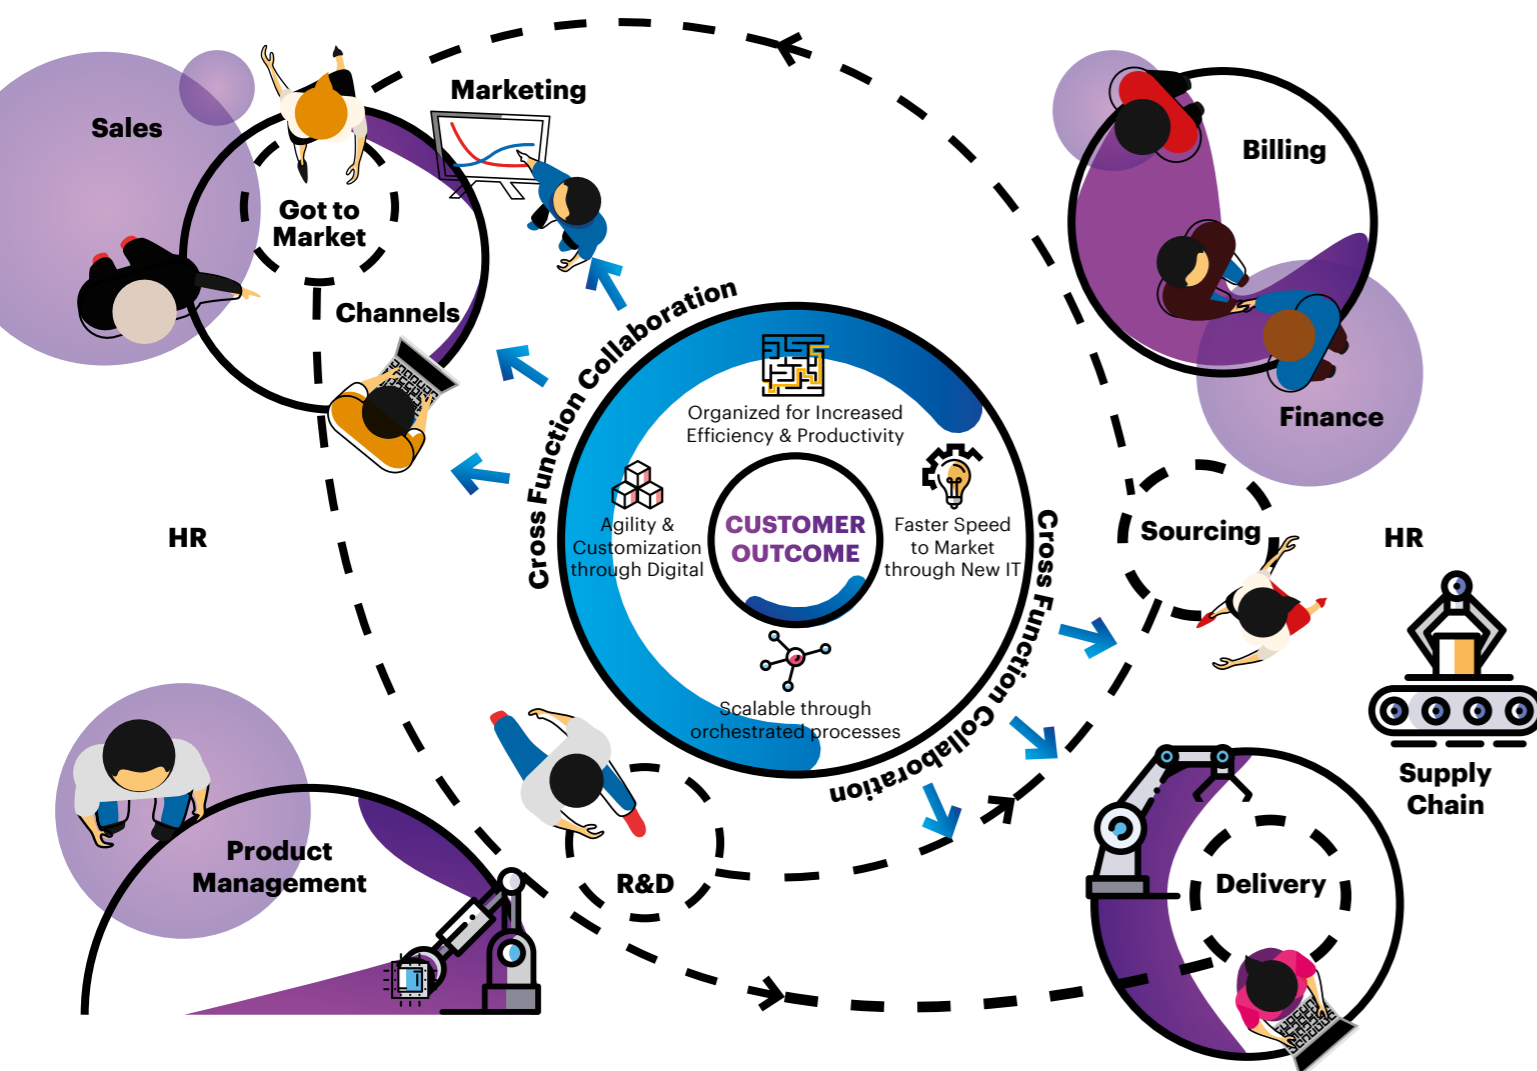 Marketing
Sales
Billing
Got to
Market
Channels
Finance
Cross Function Collaboration
Organized for Increased
Efficiency & Productivity
CUSTOMER
OUTCOME
Agility &
Customization
through Digital
Faster Speed
to Market
through New IT
Scalable through
orchestrated processes
Cross Function Collaboration
Sourcing
HR
HR
Supply
Chain
Product
Management
R&D
Delivery